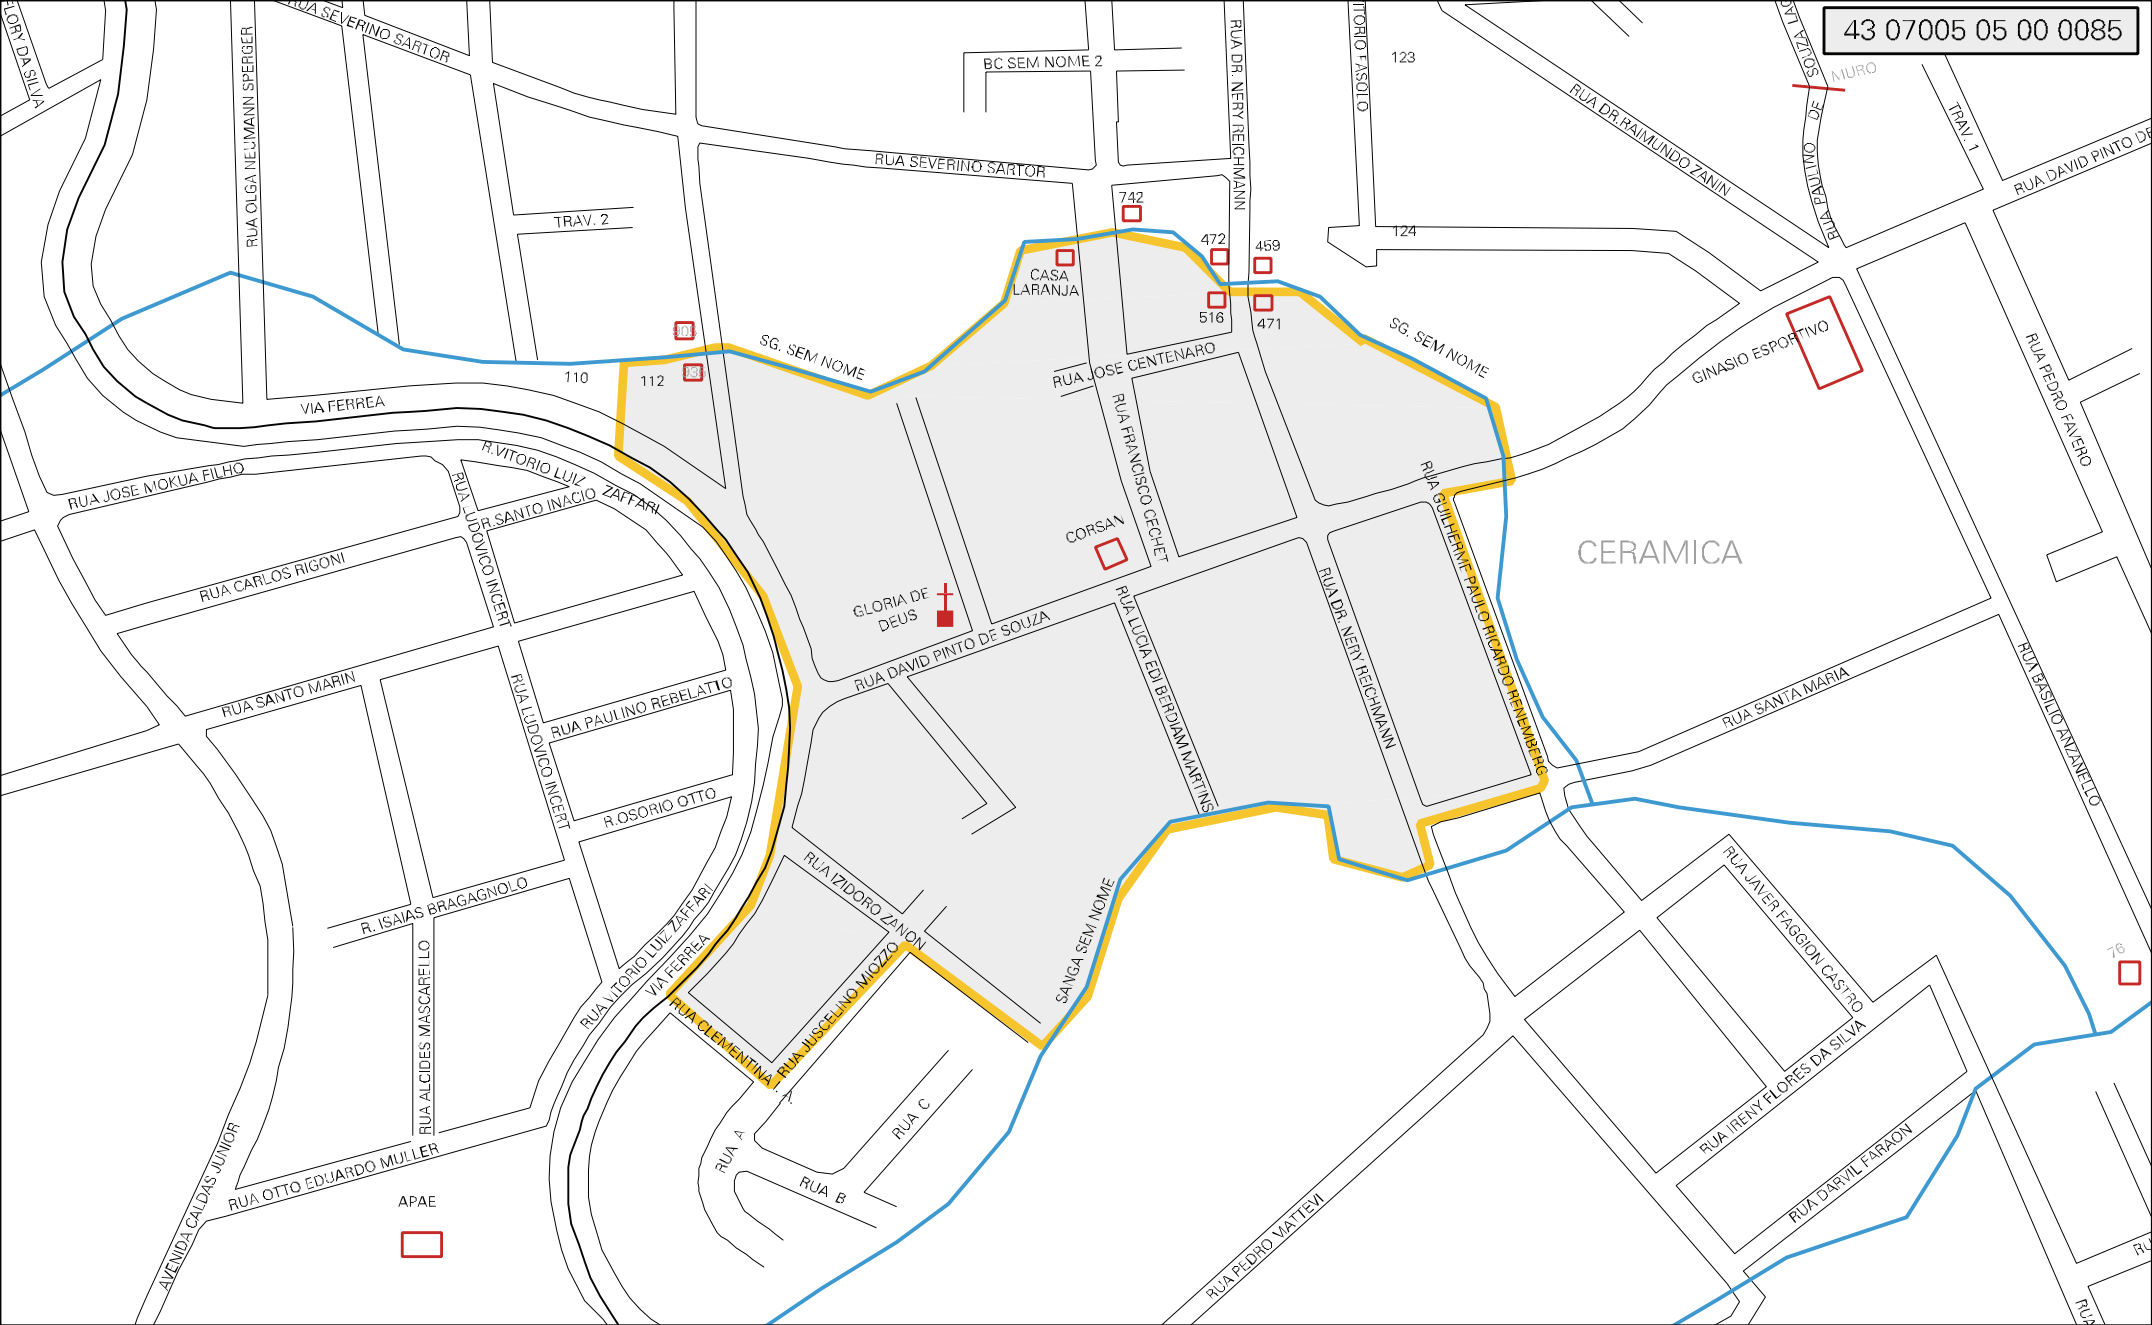 43 07005 05 00 0085
RUA SEVERINO SARTOR
RUA OLGA NEUMANN SPERGER
BC SEM NOME 2
RUA DR. NERY REICHMANN
123
RUA DR.RAIMUNDO ZANIN
MURO
RUA PAULINO DE SOUZA
TRAV. 1
RUA DAVID PINTO DE
RUA SEVERINO SARTOR
TRAV. 2
742
472
459
124
CASA
LARANJA
516
471
SG. SEM NOME
SG. SEM NOME
GINASIO ESPORTIVO
RUA PEDRO FAVERO
110
112
RUA JOSE CENTENARO
VIA FERREA
RUA FRANCISCO CECHET
R.VITORIO LUIZ ZAFFARI
RUA JOSE MOKUA FILHO
R.SANTO INACIO
RUA LUDOVICO INCERT
RUA CARLOS RIGONI
CORSAN
RUA GUILHERME PAULO RICARDO RENEMBERG
CERAMICA
GLORIA DE
DEUS
RUA DAVID PINTO DE SOUZA
RUA LUCIA EDI BERDIAM MARTINS
RUA DR. NERY REICHMANN
RUA SANTO MARIN
RUA LUDOVICO INCERT
RUA PAULINO REBELATTO
RUA SANTA MARIA
RUA BASILIO ANZANELLO
R.OSORIO OTTO
RUA IZIDORO ZANON
RUA JAVER FAGGION CASTRO
R. ISAIAS BRAGAGNOLO
RUA VITORIO LUIZ ZAFFARI
VIA FERREA
SANGA SEM NOME
76
RUA ALCIDES MASCARELLO
RUA CLEMENTINA
RUA JUSCELINO MIOZZO
RUA IRENY FLORES DA SILVA
RUA A
RUA C
RUA B
RUA DARVIL FARAON
RUA OTTO EDUARDO MULLER
AVENIDA CALDAS JUNIOR
APAE
RUA PEDRO MATTEVI